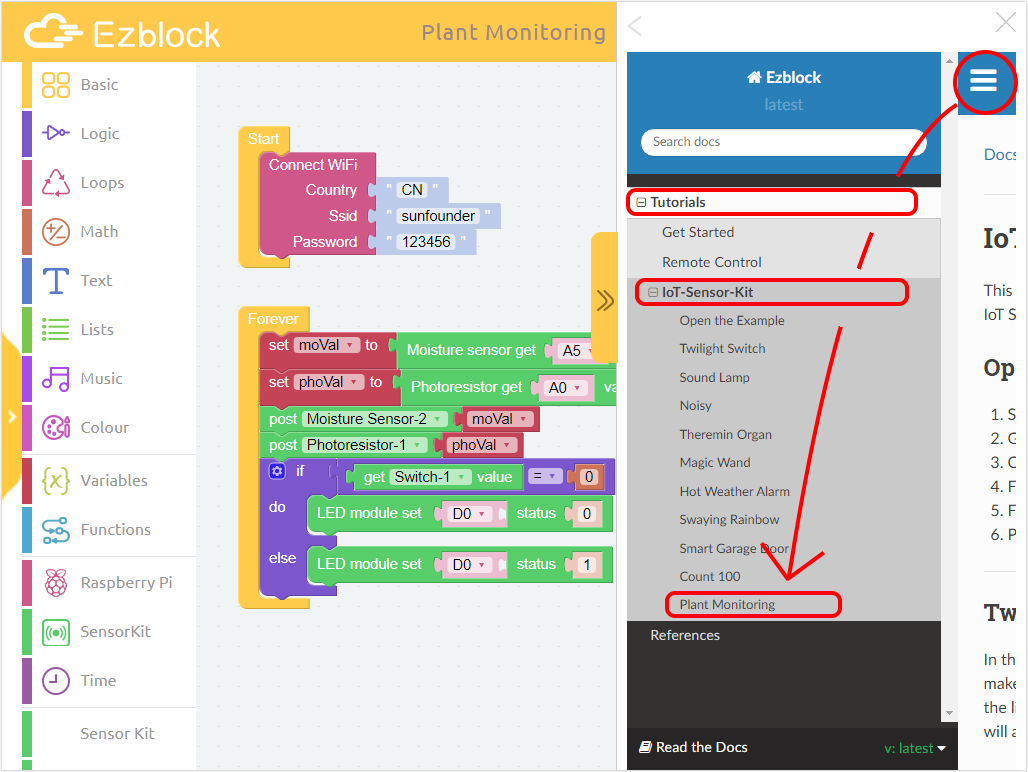 Ezblock
Plant Monitoring
Basic
Logic
Loops
Math
Text
Lists
Music
Colour
Variables
Functions
Raspberry Pi
SensorKit
Time
Sensor Kit
Start
Connect WiFi
Country " CN "
Ssid " sunfounder "
Password " 123456 "
Forever
set moVal to Moisture sensor get A5
set phoVal to Photoresistor get A0 va
post Moisture Sensor-2 moVal
post Photoresistor-1 phoVal
if get Switch-1 value = 0
do LED module set D0 status 0
else LED module set D0 status 1
Ezblock
latest
Search docs
Tutorials
Get Started
Remote Control
IoT-Sensor-Kit
Open the Example
Twilight Switch
Sound Lamp
Noisy
Theremin Organ
Magic Wand
Hot Weather Alarm
Swaying Rainbow
Smart Garage Door
Count 100
Plant Monitoring
References
Read the Docs
v: latest
Docs
IoT
This
IoT S
Op
1. S
2. G
3. C
4. F
5. F
6. P
Tw
In th
make
the li
will a